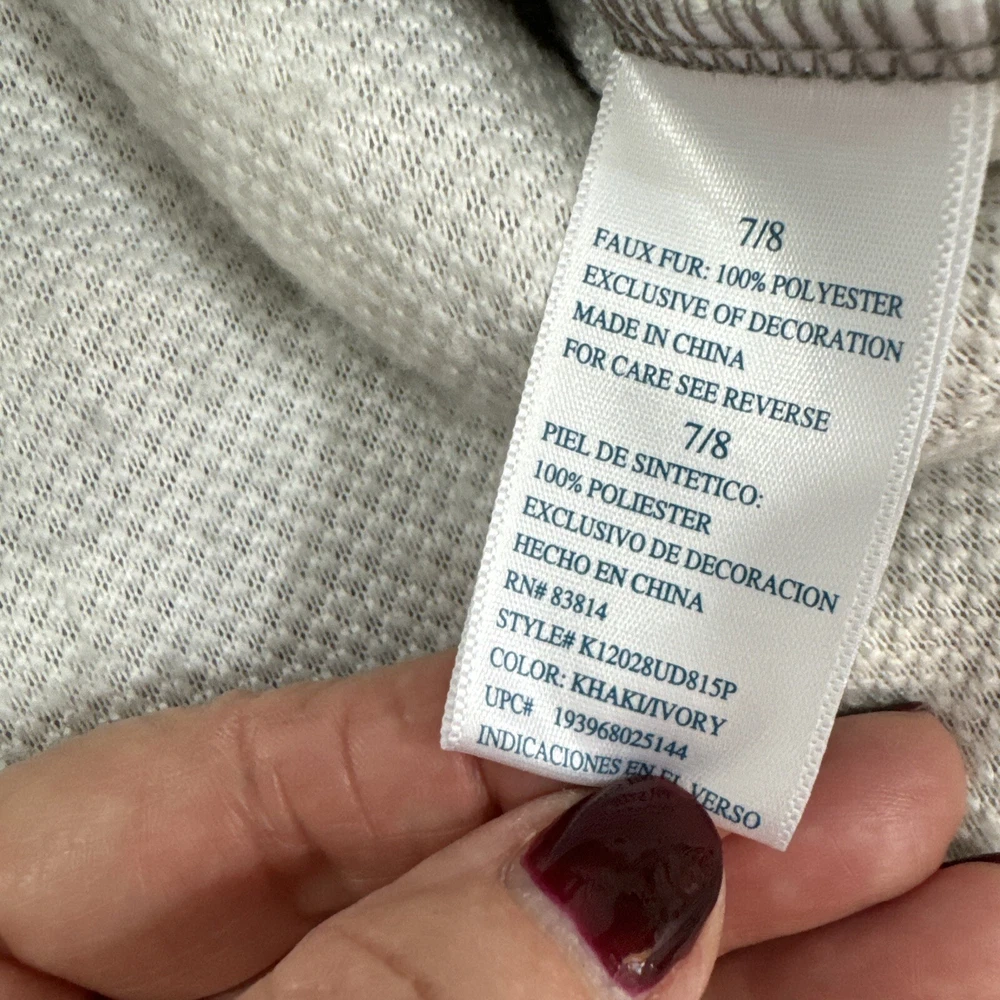 7/8
FAUX FUR: 100% POLYESTER
EXCLUSIVE OF DECORATION
MADE IN CHINA
FOR CARE SEE REVERSE
7/8
PIEL DE SINTETICO:
100% POLIESTER
EXCLUSIVO DE DECORACION
HECHO EN CHINA
RN# 83814
STYLE# K12028UD815P
COLOR: KHAKI/IVORY
UPC# 193968025144
INDICACIONES EN EL VERSO